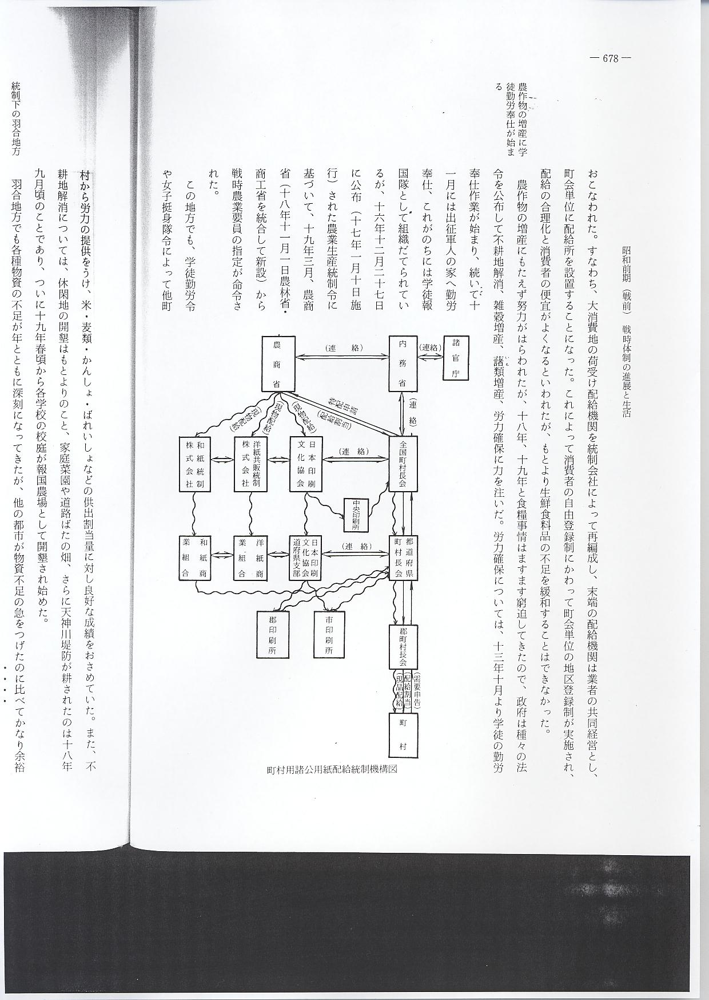 ― 678 ―
昭和前期（戦前） 戦時体制の進展と生活
おこなわれた。すなわち、大消費地の荷受け配給機関を統制会社によって再編成し、末端の配給機関は業者の共同経営とし、
町会単位に配給所を設置することになった。これによって消費者の自由登録制にかわって町会単位の地区登録制が実施され、
配給の合理化と消費者の便宜がよくなるといわれたが、もとより生鮮食料品の不足を緩和することはできなかった。
農作物の増産に学
徒勤労奉仕が始ま
る
農作物の増産にもたえず努力がはらわれたが、十八年、十九年と食糧事情はますます窮迫してきたので、政府は種々の法
令を公布して不耕地解消、雑穀増産、藷類増産、労力確保に力を注いだ。労力確保については、十三年十月より学徒の勤労
いも
奉仕作業が始まり、続いて十
一月には出征軍人の家へ勤労
奉仕、これがのちには学徒報
国隊として組織だてられてい
るが、十六年十二月二十七日
に公布（十七年一月十日施
行）された農業生産統制令に
基づいて、十九年三月、農商
省（十八年十一月一日農林省・
商工省を統合して新設）から
戦時農業要員の指定が命令さ
れた。
この地方でも、学徒勤労令
や女子挺身隊令によって他町
諸官庁
(連絡)
内務省
(連　絡)
農商省
(連　絡)
特配申請
(配給割当)
(現物配給)
(現物配給)
(現物配給)
全国町村長会
(連　絡)
日本印刷
文化協会
洋紙共販統制
株式会社
和紙統制
株式会社
中央印刷所
都道府県
町村長会
(連　絡)
日本印刷
文化協会
道府県支部
洋紙商
業組合
和紙商
業組合
市印刷所
郡印刷所
郡町村長会
(需要申告)
(配給割当)
(現品配給)
町村
町村用諸公用紙配給統制機構図
村から労力の提供をうけ、米・麦類・かんしょ・ばれいしょなどの供出割当量に対し良好な成績をおさめていた。また、不
耕地解消については、休閑地の開墾はもとよりのこと、家庭菜園や道路ばたの畑、さらに天神川堤防が耕されたのは十八年
九月頃のことであり、ついに十九年春頃から各学校の校庭が報国農場として開墾され始めた。
統制下の羽合地方
羽合地方でも各種物資の不足が年とともに深刻になってきたが、他の都市が物資不足の急をつげたのに比べてかなり余裕